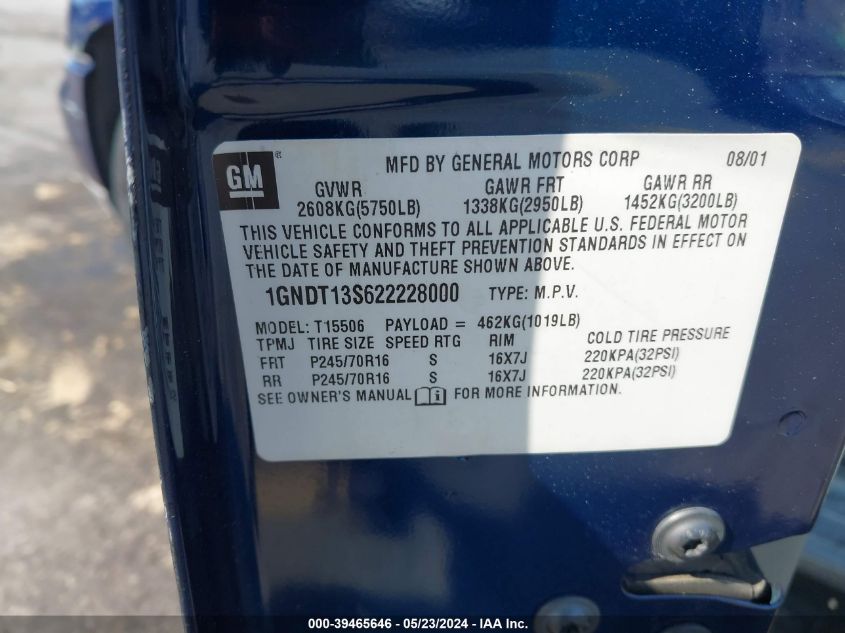 GM ® MFD BY GENERAL MOTORS CORP 08/01
GVWR GAWR FRT GAWR RR
2608KG(5750LB) 1338KG(2950LB) 1452KG(3200LB)
THIS VEHICLE CONFORMS TO ALL APPLICABLE U.S. FEDERAL MOTOR
VEHICLE SAFETY AND THEFT PREVENTION STANDARDS IN EFFECT ON
THE DATE OF MANUFACTURE SHOWN ABOVE.
1GNDT13S622228000 TYPE: M.P.V.
MODEL: T15506 PAYLOAD = 462KG(1019LB)
TPMJ TIRE SIZE SPEED RTG RIM COLD TIRE PRESSURE
FRT P245/70R16 S 16X7J 220KPA(32PSI)
RR P245/70R16 S 16X7J 220KPA(32PSI)
SEE OWNER'S MANUAL FOR MORE INFORMATION.
000-39465646 - 05/23/2024 - IAA Inc.